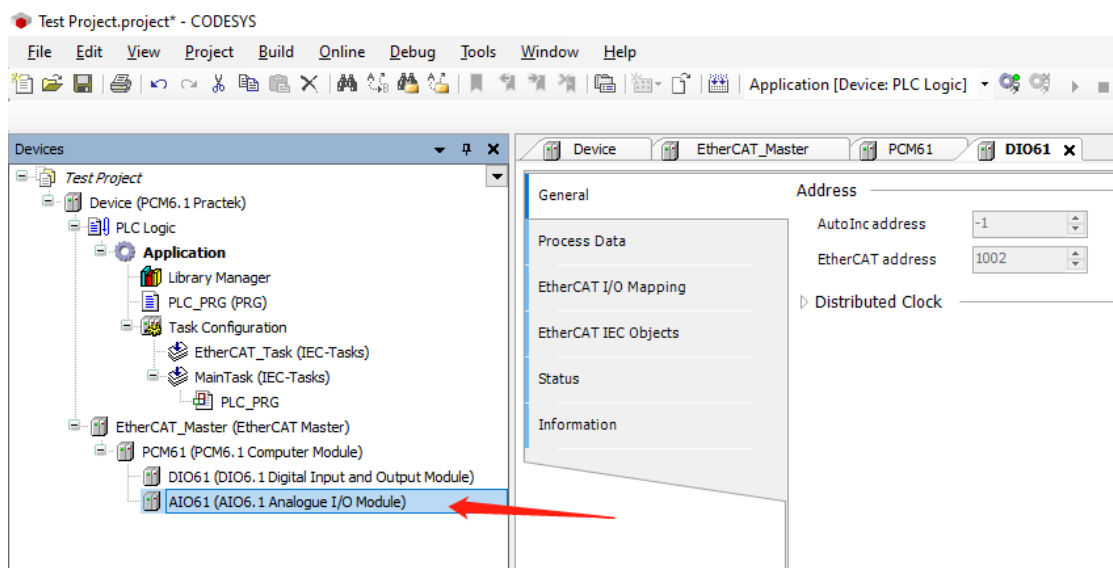 Test Project.project* - CODESYS
File Edit View Project Build Online Debug Tools Window Help
Application [Device: PLC Logic]
Devices
Test Project
Device (PCM6.1 Practek)
PLC Logic
Application
Library Manager
PLC_PRG (PRG)
Task Configuration
EtherCAT_Task (IEC-Tasks)
MainTask (IEC-Tasks)
PLC_PRG
EtherCAT_Master (EtherCAT Master)
PCM61 (PCM6.1 Computer Module)
DIO61 (DIO6.1 Digital Input and Output Module)
AIO61 (AIO6.1 Analogue I/O Module)
Device EtherCAT_Master PCM61 DIO61
General
Process Data
EtherCAT I/O Mapping
EtherCAT IEC Objects
Status
Information
Address
AutoInc address -1
EtherCAT address 1002
Distributed Clock